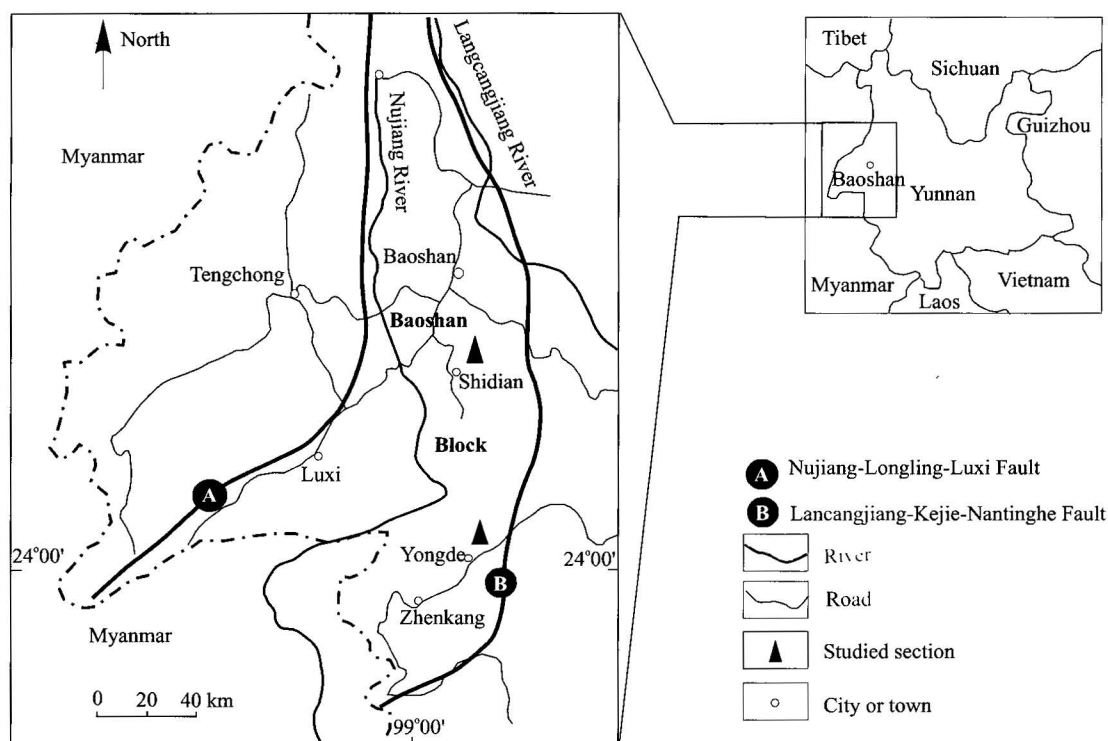 North
Myanmar
Nujiang River
Langcangjiang River
Tengchong
Baoshan
Baoshan
Shidian
Block
Luxi
A
24°00'
24°00'
Yongde
B
Zhenkang
Myanmar
0 20 40 km
99°00'
Tibet
Sichuan
Guizhou
Baoshan
Yunnan
Myanmar
Laos
Vietnam
A Nujiang-Longling-Luxi Fault
B Lancangjiang-Kejie-Nantinghe Fault
River
Road
Studied section
City or town